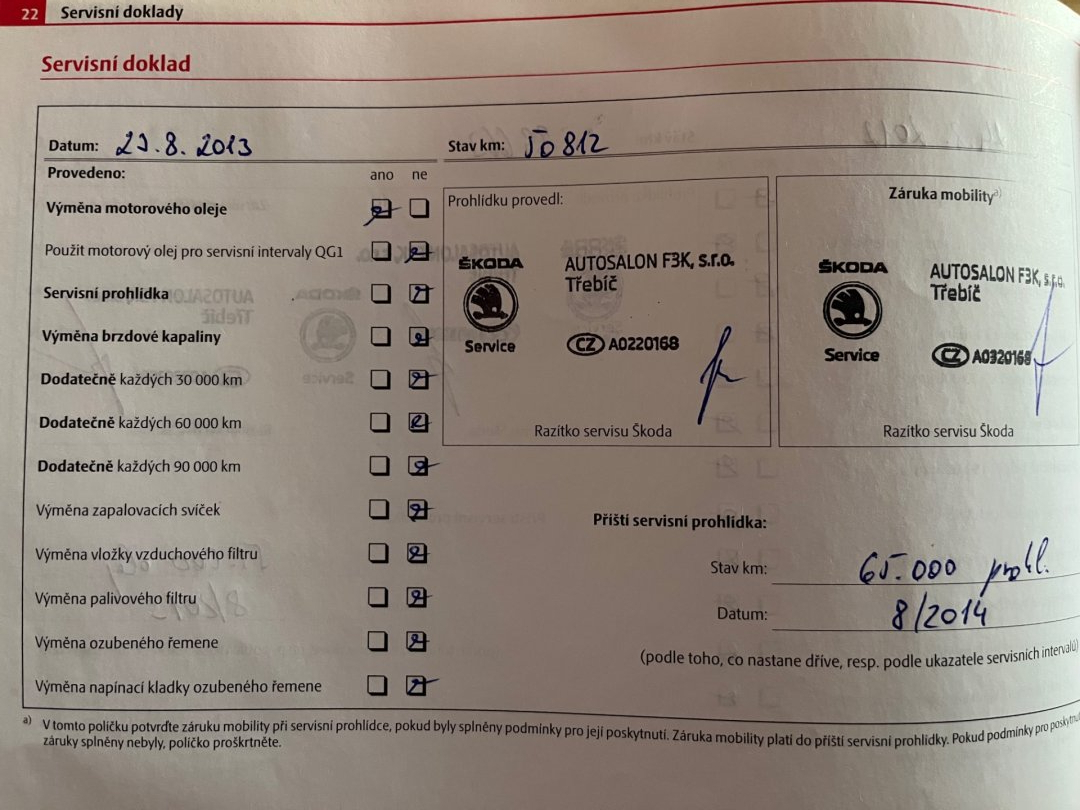 22 Servisní doklady
Servisní doklad
Datum: 29.8. 2013
Stav km: 50812
Provedeno: ano ne
Výměna motorového oleje
Použit motorový olej pro servisní intervaly QG1
Servisní prohlídka
Výměna brzdové kapaliny
Dodatečně každých 30 000 km
Dodatečně každých 60 000 km
Dodatečně každých 90 000 km
Výměna zapalovacích svíček
Výměna vložky vzduchového filtru
Výměna palivového filtru
Výměna ozubeného řemene
Výměna napínací kladky ozubeného řemene
Prohlídku provedl:
ŠKODA
Service
AUTOSALON F3K, s.r.o.
Třebíč
CZ A0220168
Razítko servisu Škoda
Záruka mobility a)
ŠKODA
Service
AUTOSALON F3K, s.r.o.
Třebíč
CZ A0320168
Razítko servisu Škoda
Příští servisní prohlídka:
Stav km: 65.000 prohl.
Datum: 8/2014
(podle toho, co nastane dříve, resp. podle ukazatele servisních intervalů)
a) V tomto políčku potvrďte záruku mobility při servisní prohlídce, pokud byly splněny podmínky pro její poskytnutí. Záruka mobility platí do příští servisní prohlídky. Pokud podmínky pro
záruky splněny nebyly, políčko proškrtněte.